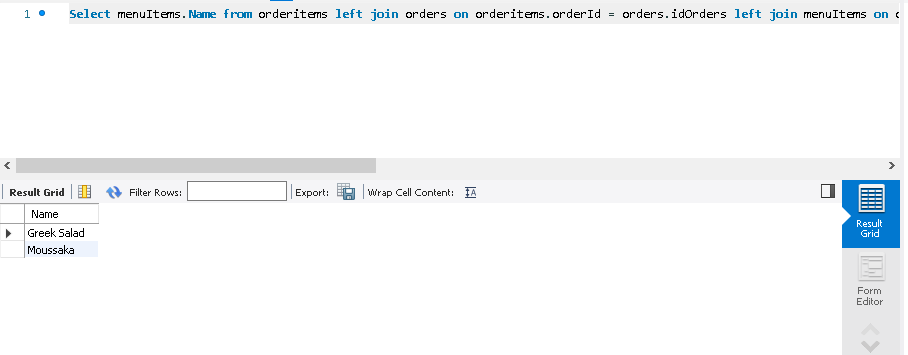 1 Select menuItems.Name from orderitems left join orders on orderitems.orderId = orders.idOrders left join menuItems on
Result Grid Filter Rows: Export: Wrap Cell Content:
Name
Greek Salad
Moussaka
Result
Grid
Form
Editor